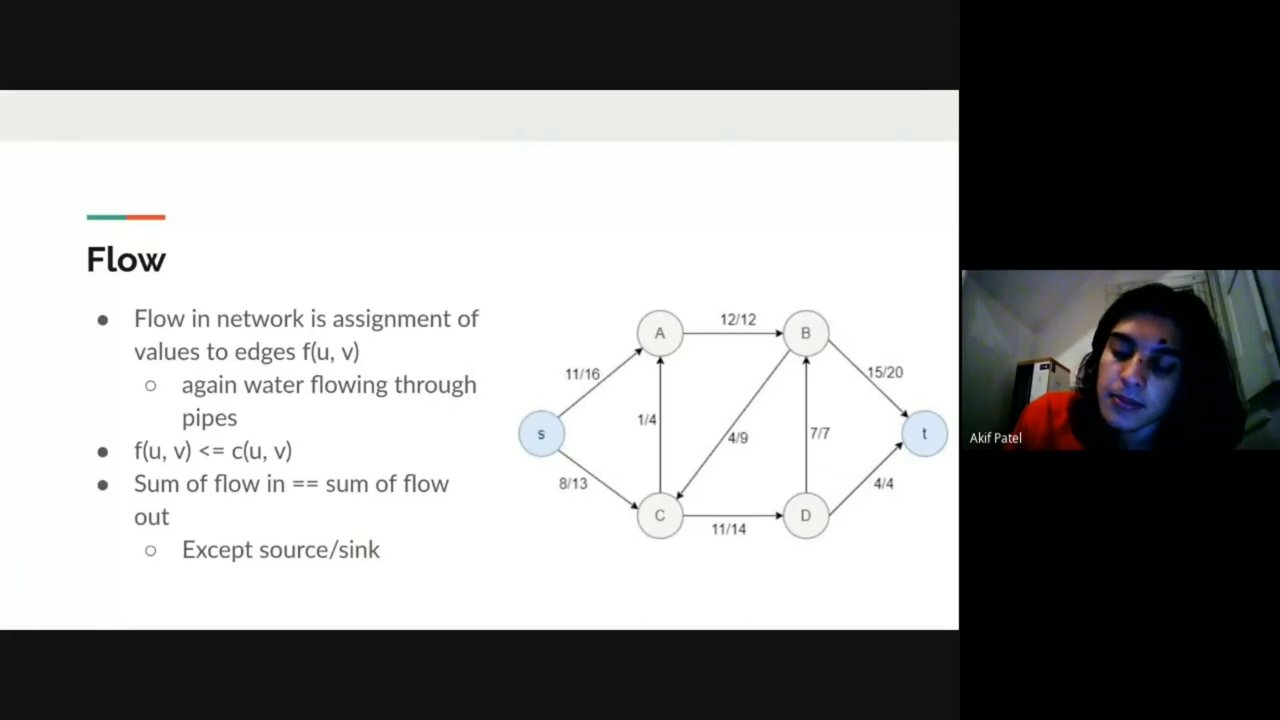 Flow
● Flow in network is assignment of
values to edges f(u, v)
○ again water flowing through
pipes
● f(u, v) <= c(u, v)
● Sum of flow in == sum of flow
out
○ Except source/sink
12/12
A
B
11/16
15/20
1/4
4/9
7/7
s
t
8/13
4/4
C
D
11/14
Akif Patel